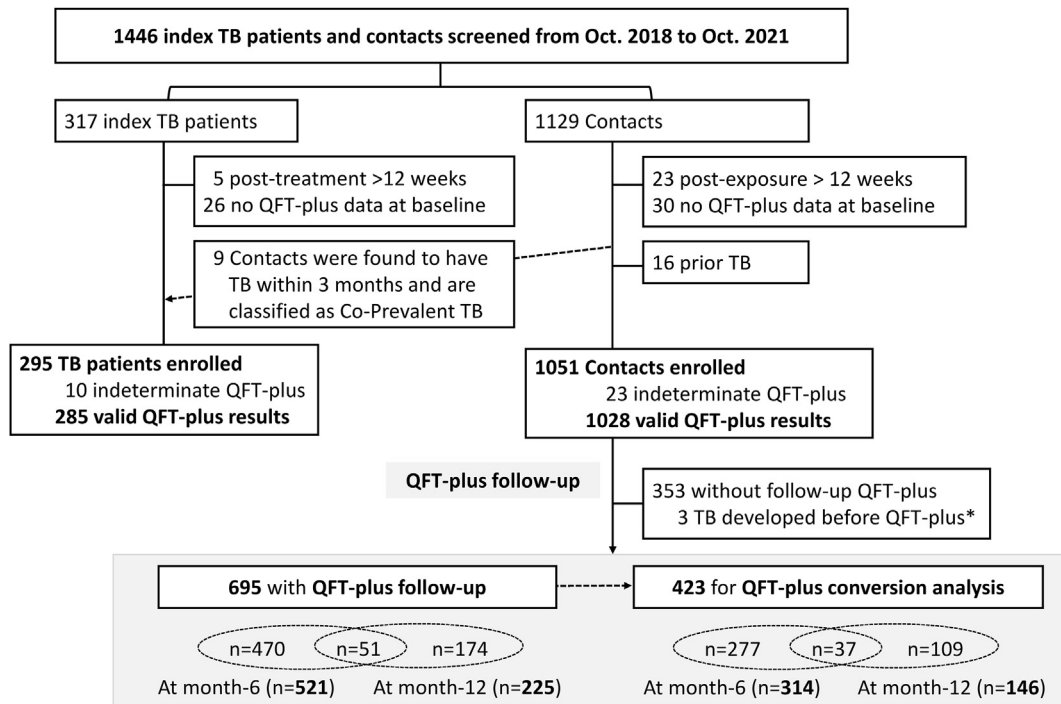 1446 index TB patients and contacts screened from Oct. 2018 to Oct. 2021
317 index TB patients
1129 Contacts
5 post-treatment >12 weeks
26 no QFT-plus data at baseline
23 post-exposure > 12 weeks
30 no QFT-plus data at baseline
9 Contacts were found to have
TB within 3 months and are
classified as Co-Prevalent TB
16 prior TB
295 TB patients enrolled
10 indeterminate QFT-plus
285 valid QFT-plus results
1051 Contacts enrolled
23 indeterminate QFT-plus
1028 valid QFT-plus results
QFT-plus follow-up
353 without follow-up QFT-plus
3 TB developed before QFT-plus*
695 with QFT-plus follow-up
423 for QFT-plus conversion analysis
n=470 n=51 n=174
n=277 n=37 n=109
At month-6 (n=521) At month-12 (n=225)
At month-6 (n=314) At month-12 (n=146)